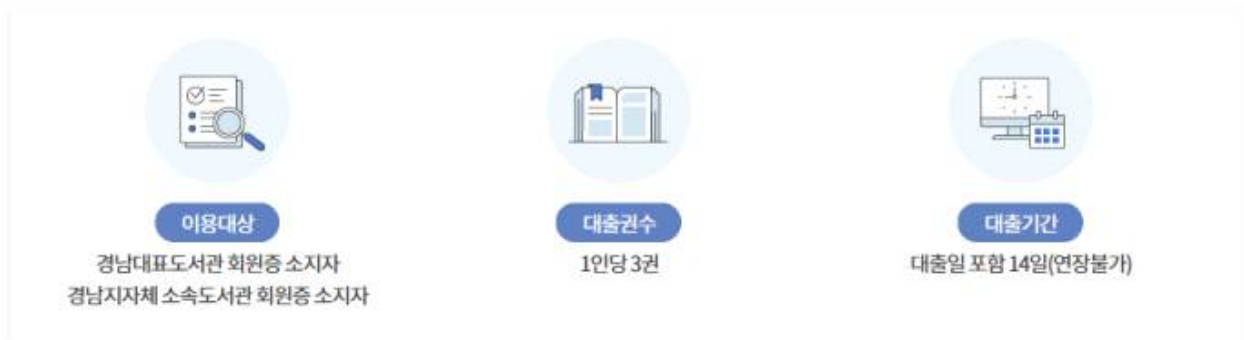 이용대상
경남대표도서관 회원증 소지자
경남지자체 소속도서관 회원증 소지자
대출권수
1인당 3권
대출기간
대출일 포함 14일(연장불가)